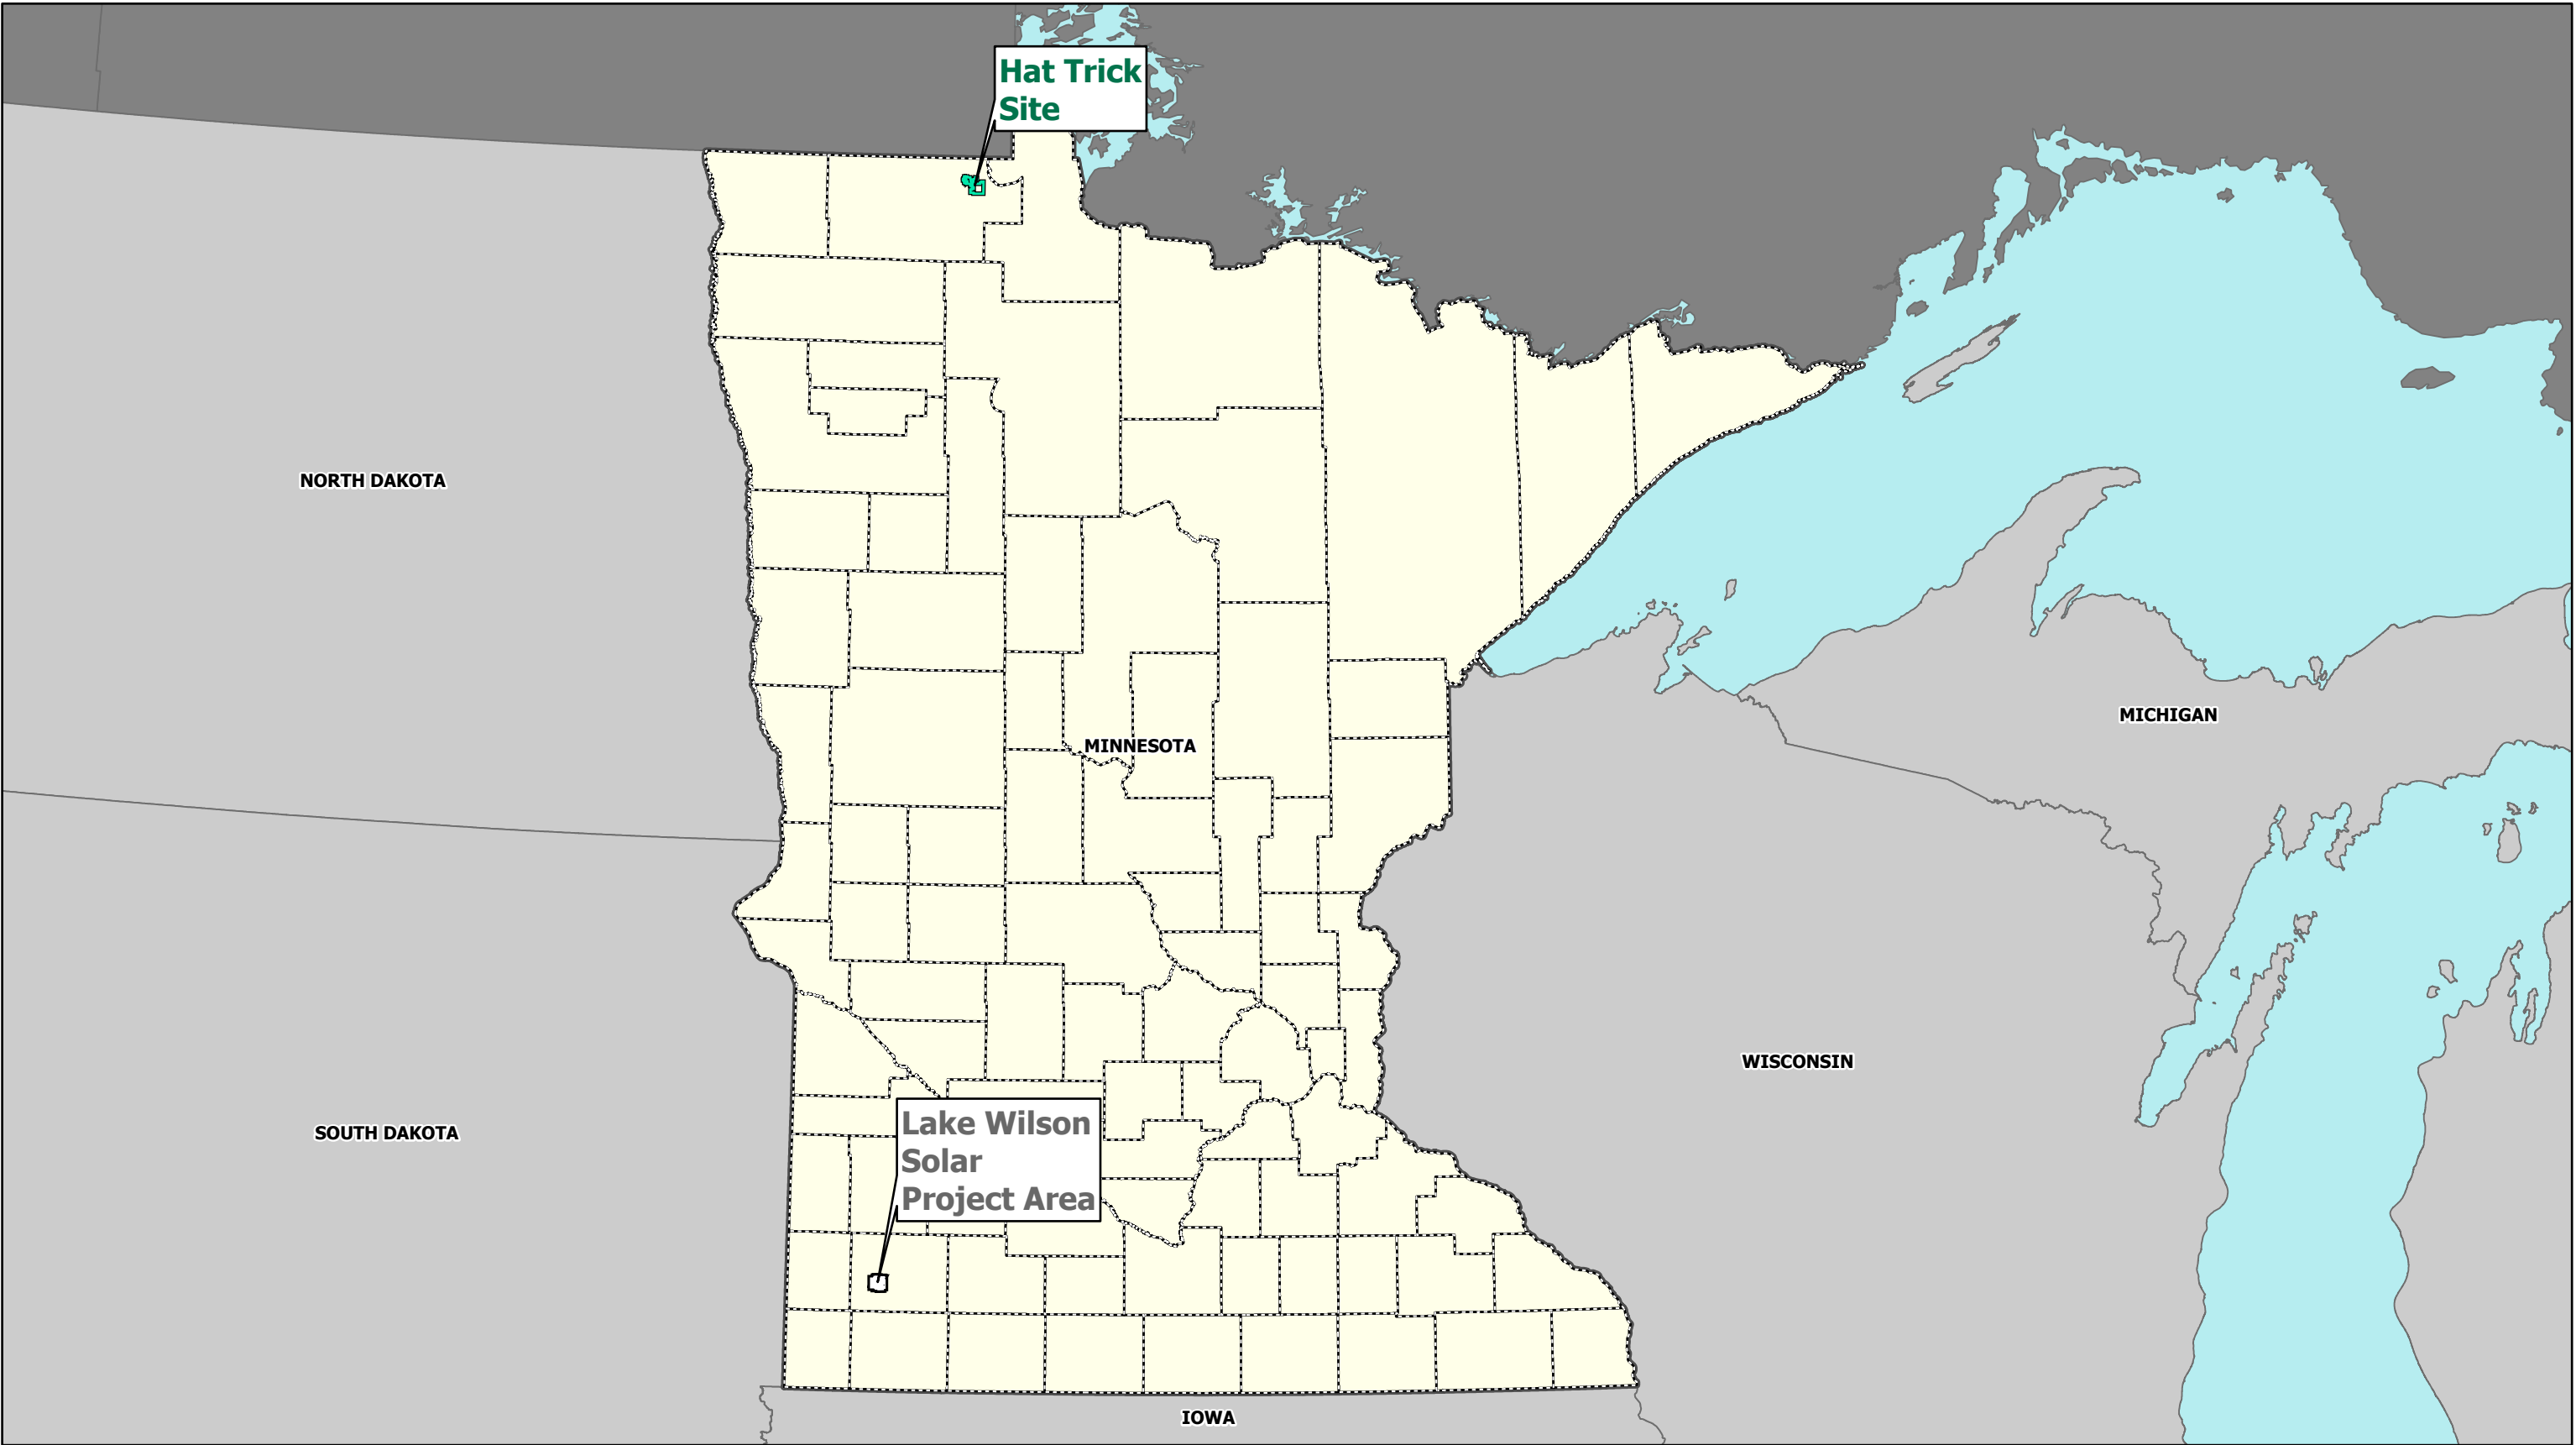 Hat Trick
Site
NORTH DAKOTA
MINNESOTA
MICHIGAN
WISCONSIN
Lake Wilson
Solar
Project Area
SOUTH DAKOTA
IOWA